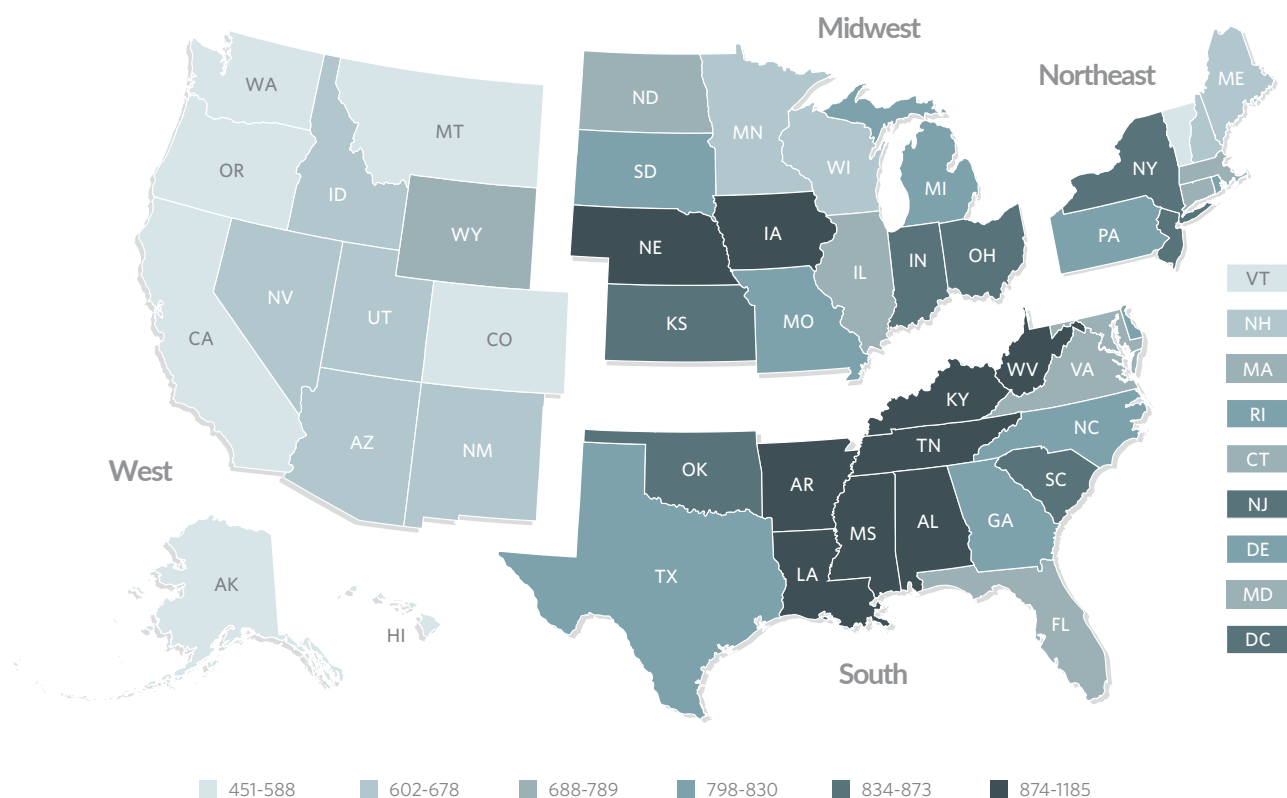 Midwest
Northeast
WA
MT
OR
ID
WY
NV
UT
CO
CA
AZ
NM
West
AK
HI
ND
MN
SD
WI
MI
NE
IA
IL
IN
OH
KS
MO
ME
NY
PA
VT
NH
MA
RI
CT
NJ
DE
MD
DC
WV
VA
KY
NC
TN
OK
AR
SC
MS
AL
GA
TX
LA
FL
South
451-588 602-678 688-789 798-830 834-873 874-1185